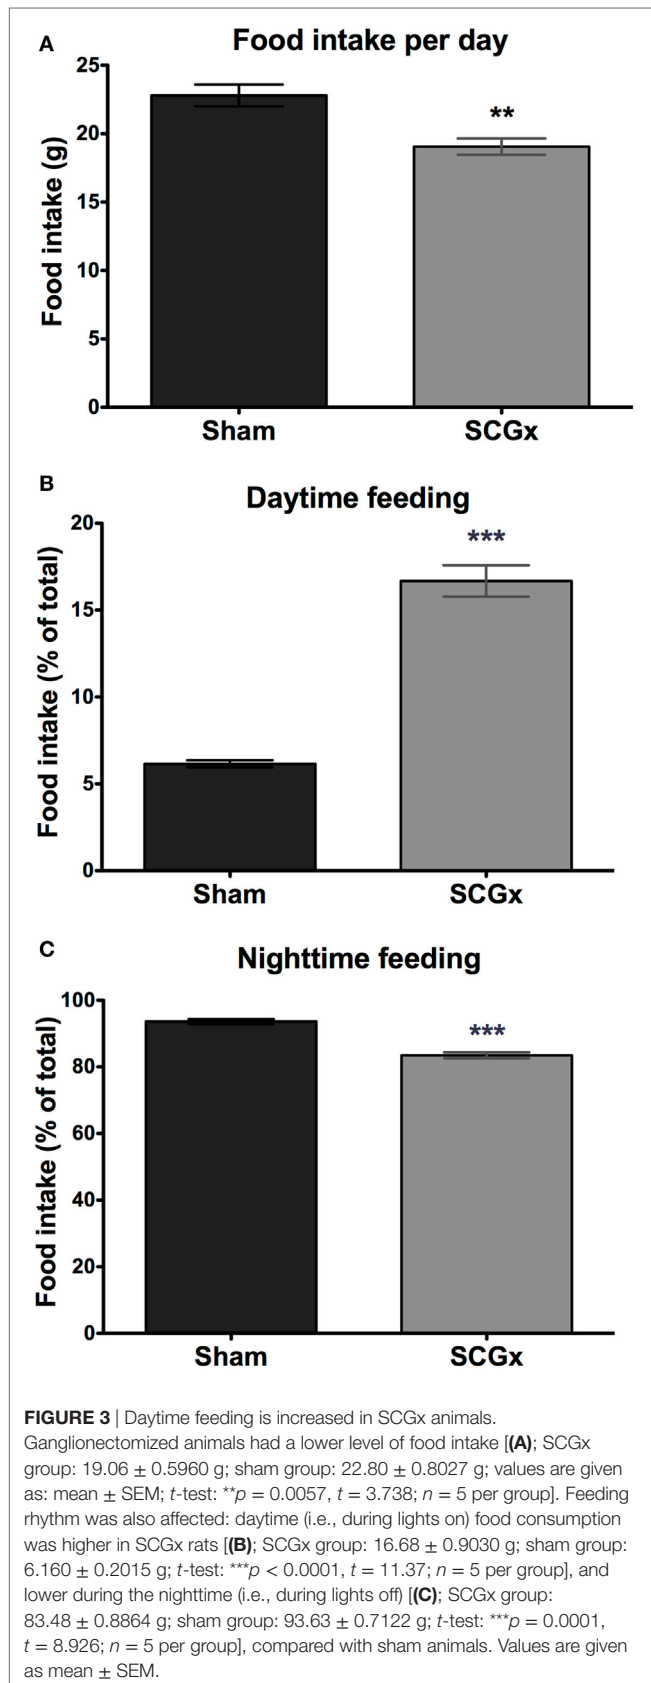 A
Food intake per day
Food intake (g)
25
20
15
10
5
0
**
Sham
SCGx
B
Daytime feeding
Food intake (% of total)
20
15
10
5
0
***
Sham
SCGx
C
Nighttime feeding
Food intake (% of total)
100
80
60
40
20
0
***
Sham
SCGx
FIGURE 3 | Daytime feeding is increased in SCGx animals.
Ganglionectomized animals had a lower level of food intake [(A); SCGx
group: 19.06 ± 0.5960 g; sham group: 22.80 ± 0.8027 g; values are given
as: mean ± SEM; t-test: **p = 0.0057, t = 3.738; n = 5 per group]. Feeding
rhythm was also affected: daytime (i.e., during lights on) food consumption
was higher in SCGx rats [(B); SCGx group: 16.68 ± 0.9030 g; sham group:
6.160 ± 0.2015 g; t-test: ***p < 0.0001, t = 11.37; n = 5 per group], and
lower during the nighttime (i.e., during lights off) [(C); SCGx group:
83.48 ± 0.8864 g; sham group: 93.63 ± 0.7122 g; t-test: ***p = 0.0001,
t = 8.926; n = 5 per group], compared with sham animals. Values are given
as mean ± SEM.